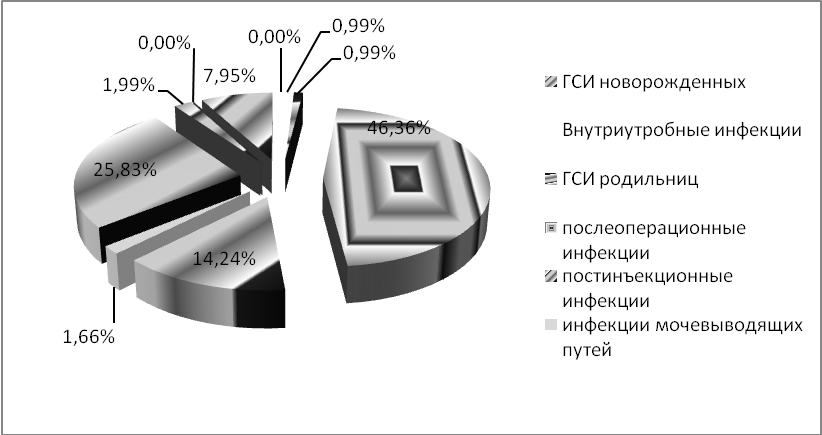 0,00%
0,99%
0,00%
0,99%
7,95%
1,99%
46,36%
25,83%
14,24%
1,66%
ГСИ новорожденных
Внутриутробные инфекции
ГСИ родильниц
послеоперационные
инфекции
постинъекционные
инфекции
инфекции мочевыводящих
путей